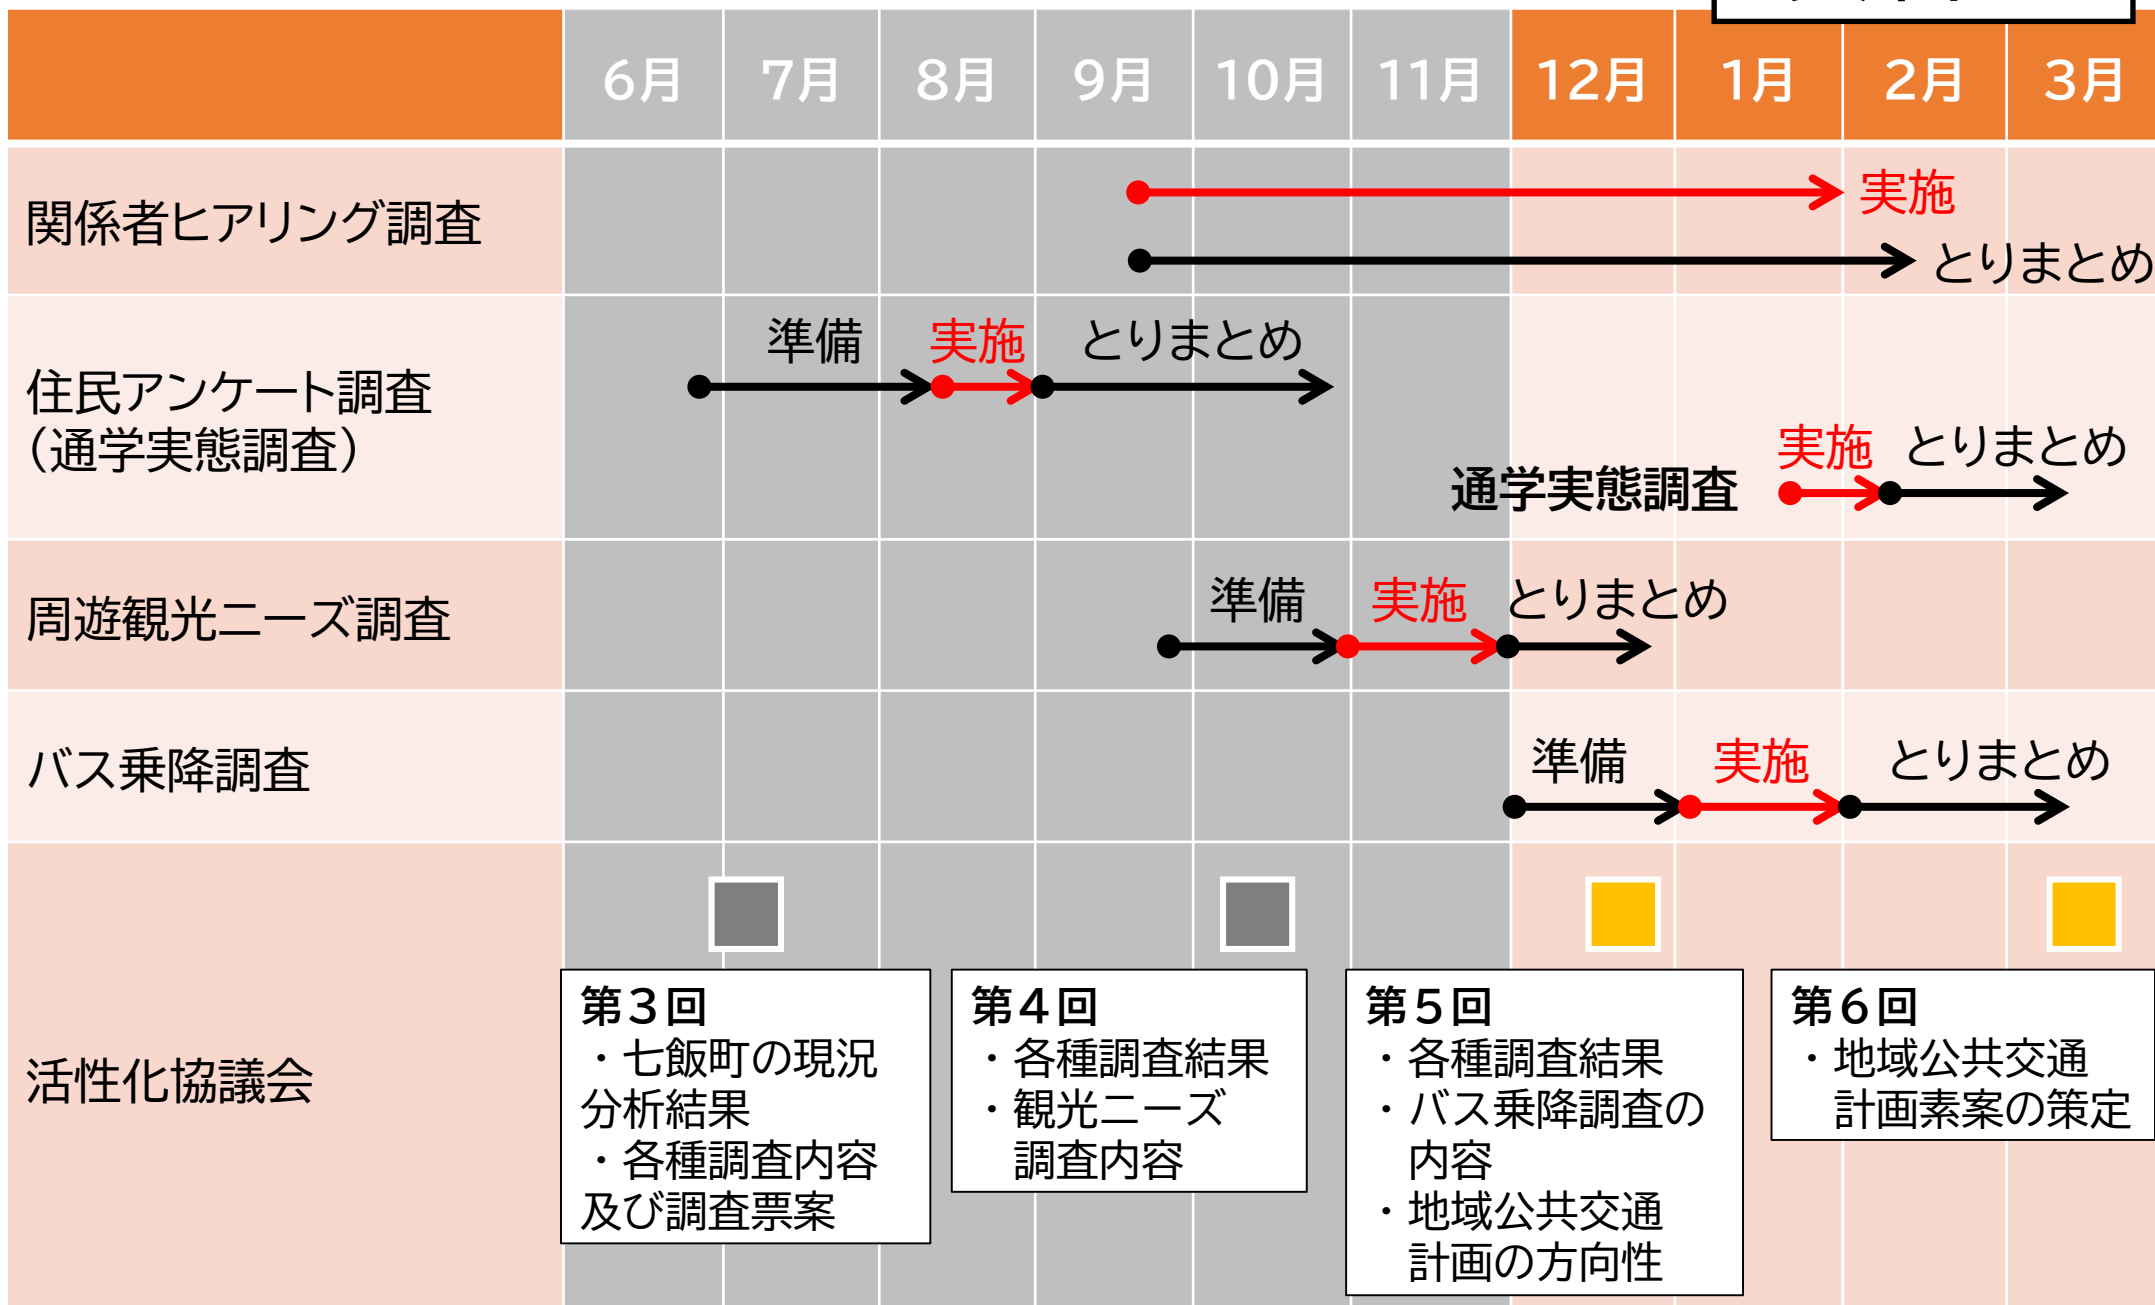 6月 7月 8月 9月 10月 11月 12月 1月 2月 3月
関係者ヒアリング調査
実施
とりまとめ
住民アンケート調査
（通学実態調査）
準備 実施 とりまとめ
通学実態調査 実施 とりまとめ
周遊観光ニーズ調査
準備 実施 とりまとめ
バス乗降調査
準備 実施 とりまとめ
活性化協議会
第３回
・七飯町の現況
分析結果
・各種調査内容
及び調査票案
第４回
・各種調査結果
・観光ニーズ
調査内容
第５回
・各種調査結果
・バス乗降調査の
内容
・地域公共交通
計画の方向性
第６回
・地域公共交通
計画素案の策定